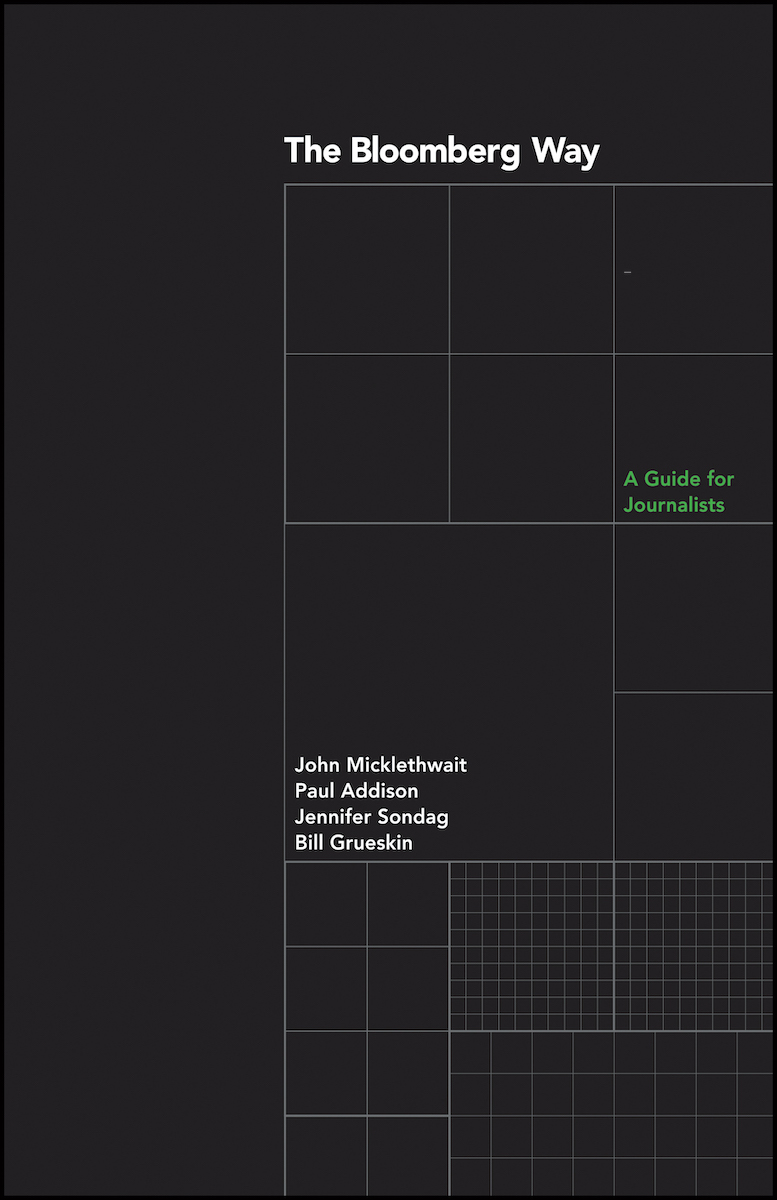 The Bloomberg Way
–
A Guide for
Journalists
John Micklethwait
Paul Addison
Jennifer Sondag
Bill Grueskin